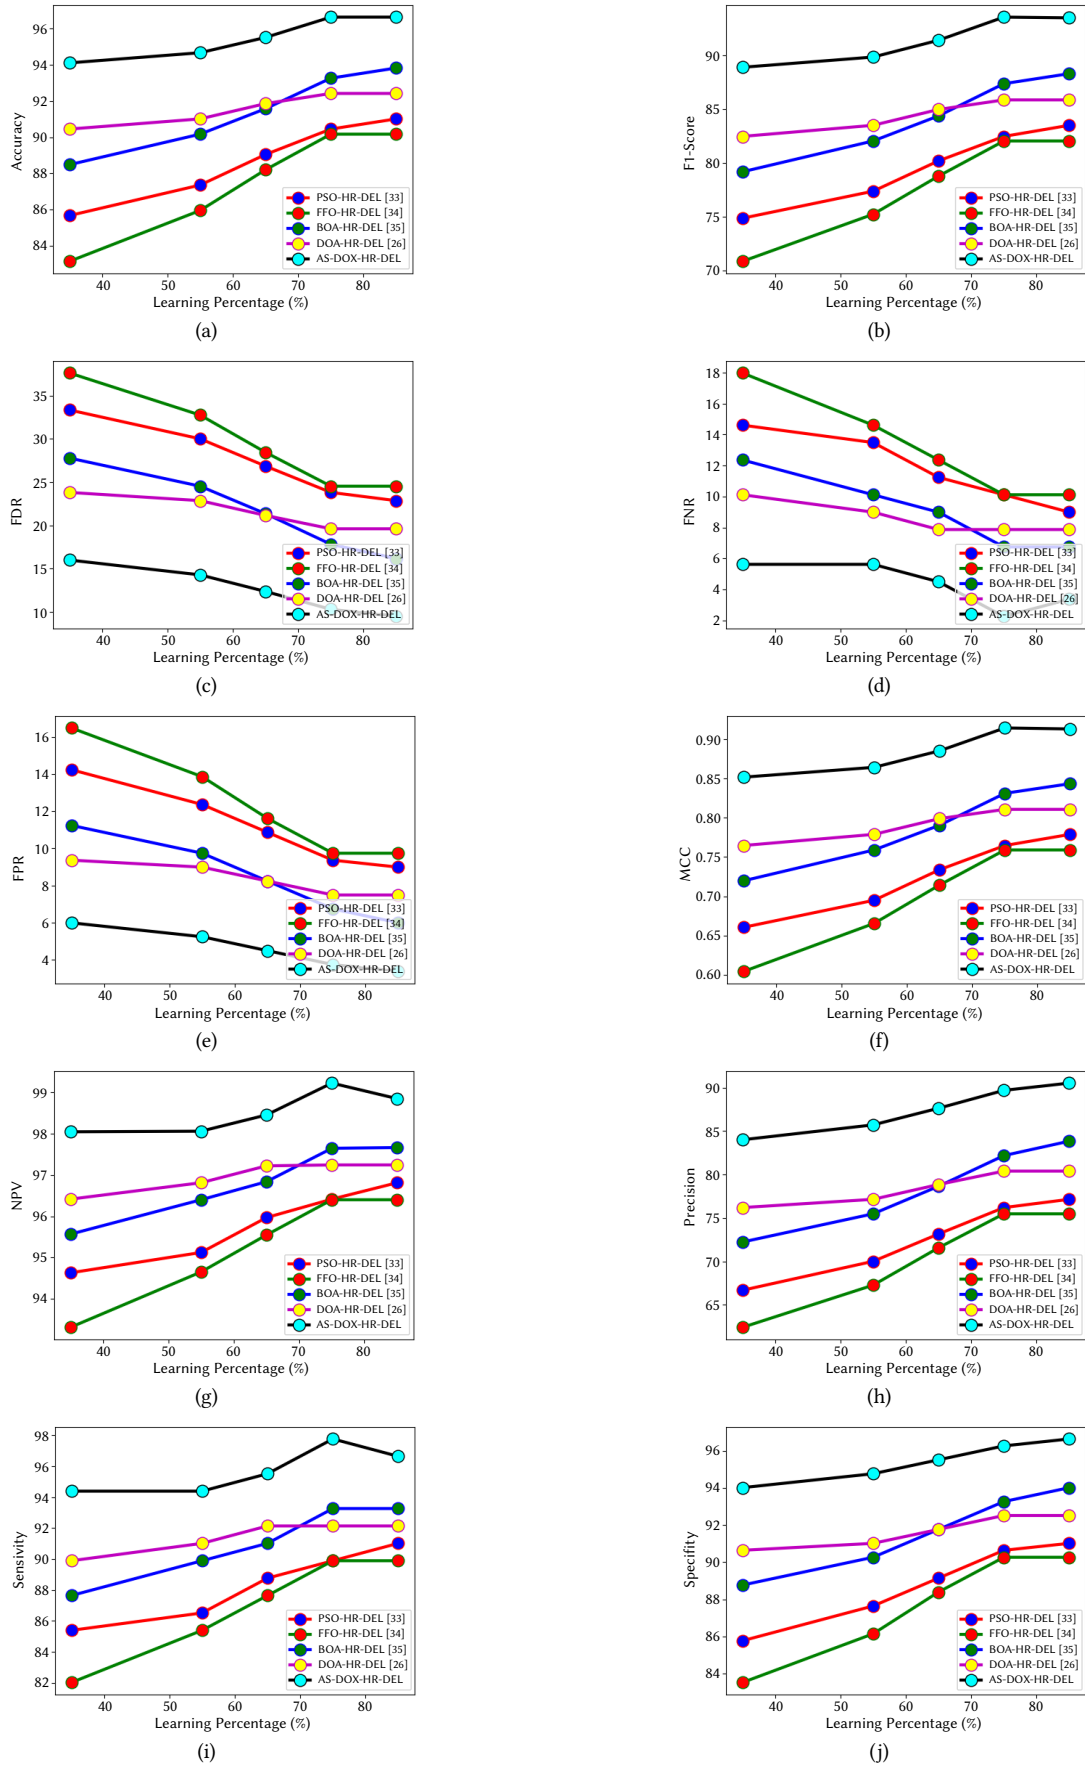 96
94
92
90
88
86
84
Accuracy
PSO-HR-DEL [33]
FFO-HR-DEL [34]
BOA-HR-DEL [35]
DOA-HR-DEL [26]
AS-DOX-HR-DEL
40 50 60 70 80
Learning Percentage (%)
(a)
90
85
80
75
70
F1-Score
PSO-HR-DEL [33]
FFO-HR-DEL [34]
BOA-HR-DEL [35]
DOA-HR-DEL [26]
AS-DOX-HR-DEL
40 50 60 70 80
Learning Percentage (%)
(b)
35
30
25
20
15
10
FDR
PSO-HR-DEL [33]
FFO-HR-DEL [34]
BOA-HR-DEL [35]
DOA-HR-DEL [26]
AS-DOX-HR-DEL
40 50 60 70 80
Learning Percentage (%)
(c)
18
16
14
12
10
8
6
4
2
FNR
PSO-HR-DEL [33]
FFO-HR-DEL [34]
BOA-HR-DEL [35]
DOA-HR-DEL [26]
AS-DOX-HR-DEL
40 50 60 70 80
Learning Percentage (%)
(d)
16
14
12
10
8
6
4
FPR
PSO-HR-DEL [33]
FFO-HR-DEL [34]
BOA-HR-DEL [35]
DOA-HR-DEL [26]
AS-DOX-HR-DEL
40 50 60 70 80
Learning Percentage (%)
(e)
0.90
0.85
0.80
0.75
0.70
0.65
0.60
MCC
PSO-HR-DEL [33]
FFO-HR-DEL [34]
BOA-HR-DEL [35]
DOA-HR-DEL [26]
AS-DOX-HR-DEL
40 50 60 70 80
Learning Percentage (%)
(f)
99
98
97
96
95
94
NPV
PSO-HR-DEL [33]
FFO-HR-DEL [34]
BOA-HR-DEL [35]
DOA-HR-DEL [26]
AS-DOX-HR-DEL
40 50 60 70 80
Learning Percentage (%)
(g)
90
85
80
75
70
65
Precision
PSO-HR-DEL [33]
FFO-HR-DEL [34]
BOA-HR-DEL [35]
DOA-HR-DEL [26]
AS-DOX-HR-DEL
40 50 60 70 80
Learning Percentage (%)
(h)
98
96
94
92
90
88
86
84
82
Sensivity
PSO-HR-DEL [33]
FFO-HR-DEL [34]
BOA-HR-DEL [35]
DOA-HR-DEL [26]
AS-DOX-HR-DEL
40 50 60 70 80
Learning Percentage (%)
(i)
96
94
92
90
88
86
84
Specifity
PSO-HR-DEL [33]
FFO-HR-DEL [34]
BOA-HR-DEL [35]
DOA-HR-DEL [26]
AS-DOX-HR-DEL
40 50 60 70 80
Learning Percentage (%)
(j)